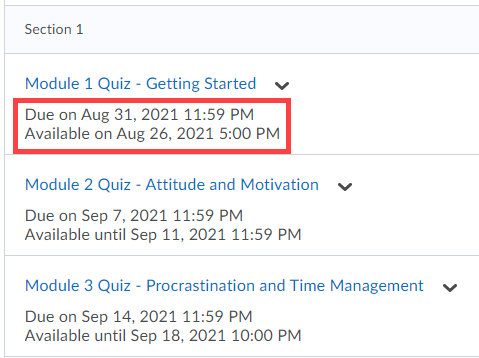 Section 1
Module 1 Quiz - Getting Started
Due on Aug 31, 2021 11:59 PM
Available on Aug 26, 2021 5:00 PM
Module 2 Quiz - Attitude and Motivation
Due on Sep 7, 2021 11:59 PM
Available until Sep 11, 2021 11:59 PM
Module 3 Quiz - Procrastination and Time Management
Due on Sep 14, 2021 11:59 PM
Available until Sep 18, 2021 10:00 PM